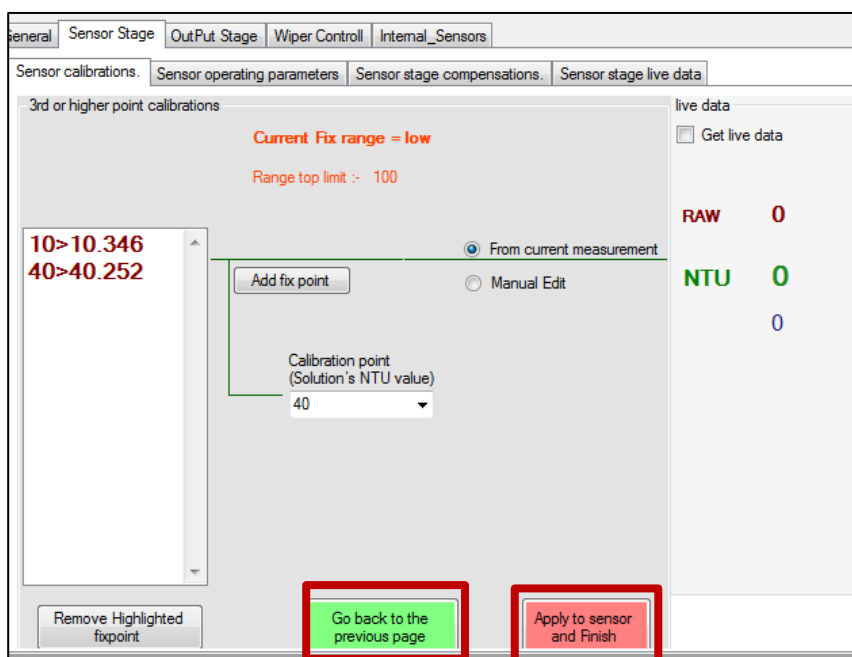 General
Sensor Stage
OutPut Stage
Wiper Controll
Internal_Sensors
Sensor calibrations.
Sensor operating parameters
Sensor stage compensations.
Sensor stage live data
3rd or higher point calibrations
live data
Current Fix range = low
Get live data
Range top limit :- 100
RAW 0
10>10.346
40>40.252
From current measurement
Add fix point
Manual Edit
NTU 0
0
Calibration point
(Solution's NTU value)
40
Remove Highlighted
fixpoint
Go back to the
previous page
Apply to sensor
and Finish